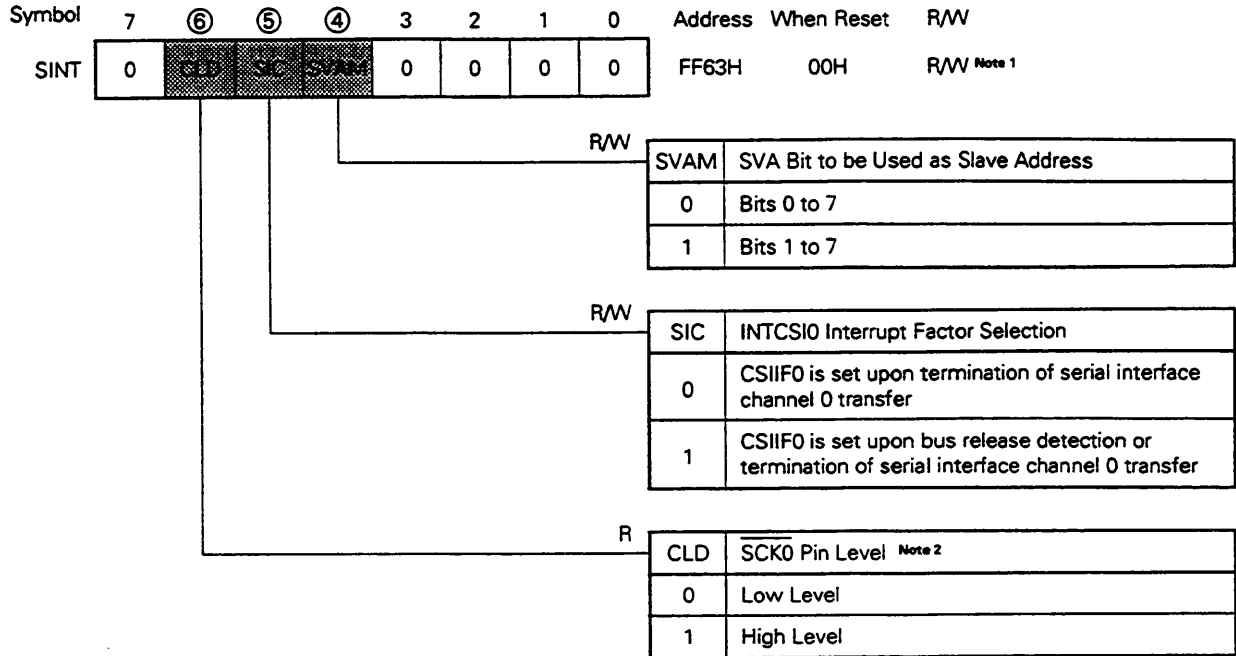 Symbol 7 ⑥ ⑤ ④ 3 2 1 0 Address When Reset R/W
SINT 0 CLD SIC SVAM 0 0 0 0 FF63H 00H R/W Note 1
R/W
SVAM SVA Bit to be Used as Slave Address
0 Bits 0 to 7
1 Bits 1 to 7
R/W
SIC INTCSI0 Interrupt Factor Selection
0 CSIIF0 is set upon termination of serial interface
channel 0 transfer
1 CSIIF0 is set upon bus release detection or
termination of serial interface channel 0 transfer
R
CLD SCK0 Pin Level Note 2
0 Low Level
1 High Level